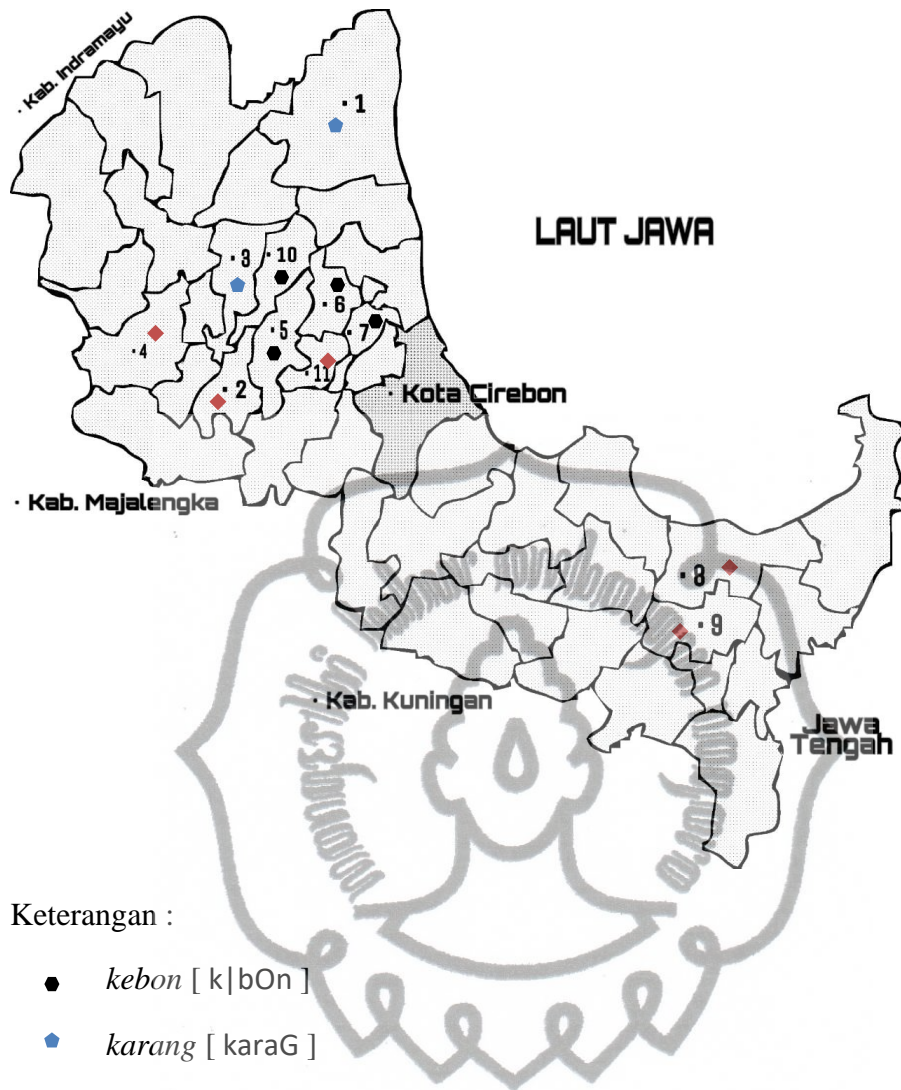 · Kab. Indramayu
· 1
LAUT JAWA
· 3
· 10
· 6
· 5
· 7
· 4
· 11
· 2
· Kota Cirebon
· Kab. Majalengka
· 8
· 9
· Kab. Kuningan
Jawa
Tengah
Keterangan :
kebon [ k|bOn ]
karang [ karaG ]